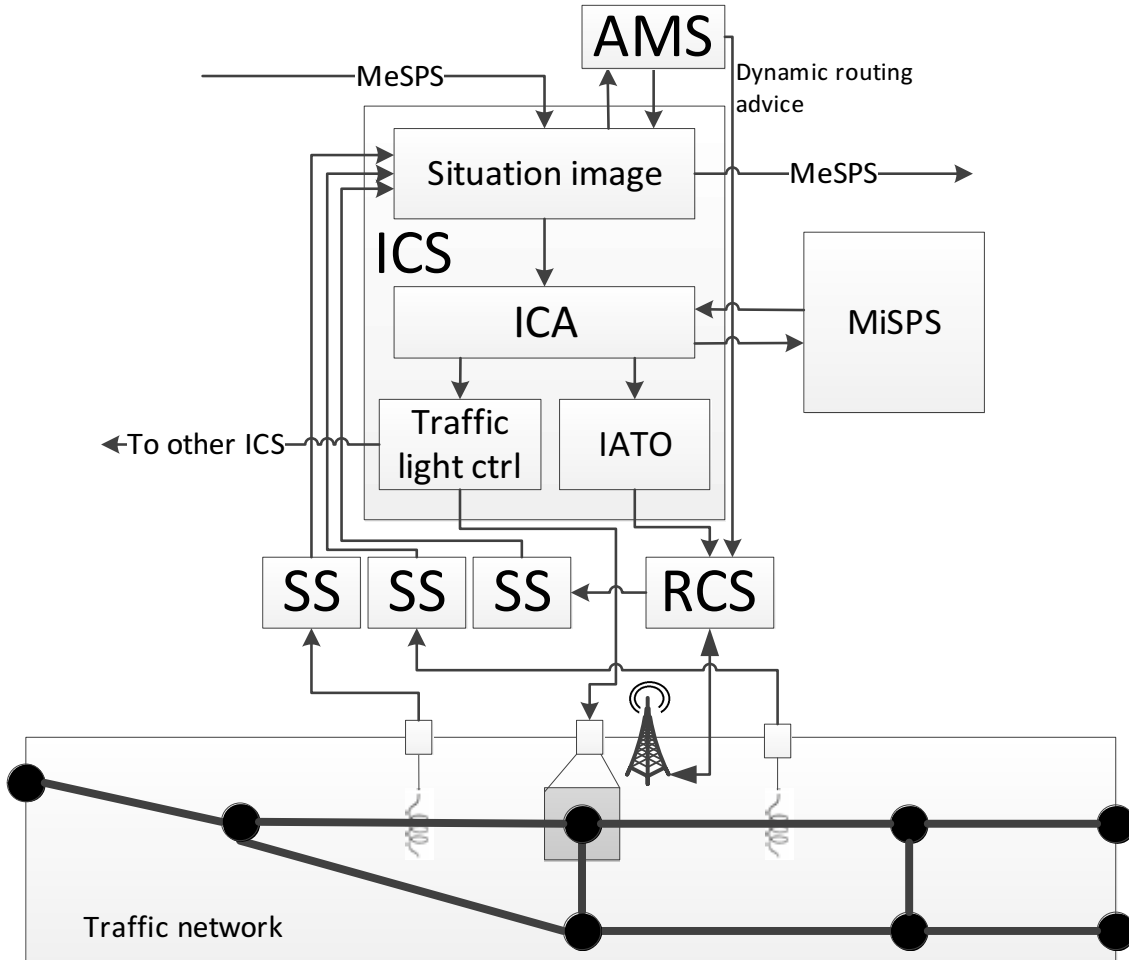 AMS
MeSPS
Dynamic routing
advice
Situation image
MeSPS
ICS
ICA
MiSPS
Traffic
light ctrl
IATO
To other ICS
SS
SS
SS
RCS
Traffic network